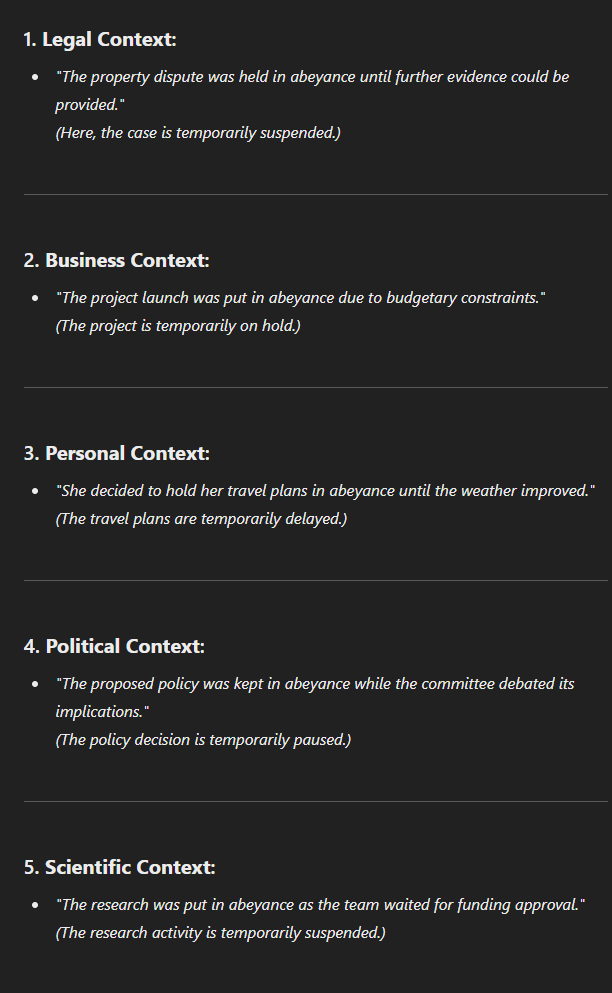 1. Legal Context:
• "The property dispute was held in abeyance until further evidence could be
provided."
(Here, the case is temporarily suspended.)
2. Business Context:
• "The project launch was put in abeyance due to budgetary constraints."
(The project is temporarily on hold.)
3. Personal Context:
• "She decided to hold her travel plans in abeyance until the weather improved."
(The travel plans are temporarily delayed.)
4. Political Context:
• "The proposed policy was kept in abeyance while the committee debated its
implications."
(The policy decision is temporarily paused.)
5. Scientific Context:
• "The research was put in abeyance as the team waited for funding approval."
(The research activity is temporarily suspended.)